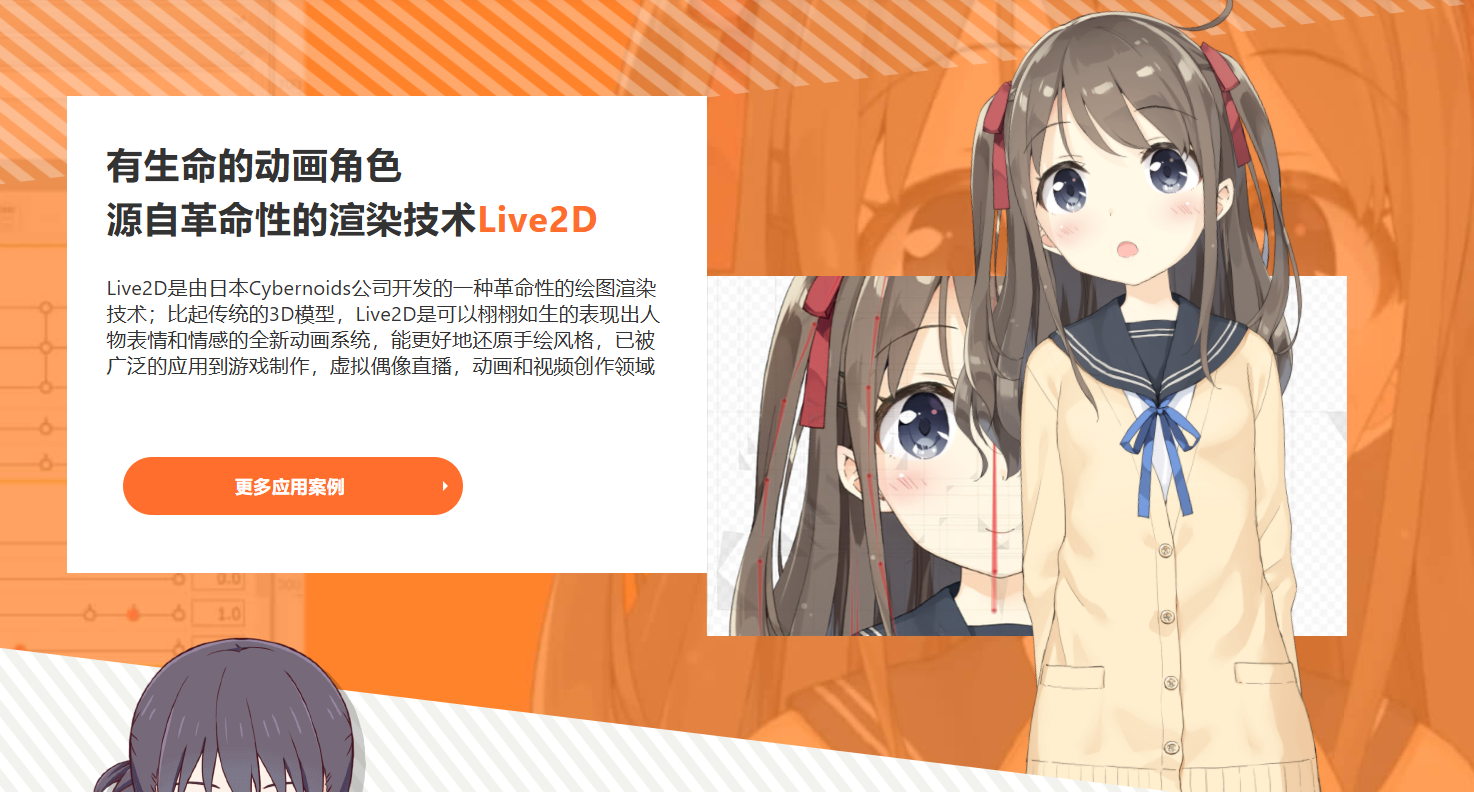 有生命的动画角色
源自革命性的渲染技术Live2D
Live2D是由日本Cybernoids公司开发的一种革命性的绘图渲染
技术；比起传统的3D模型，Live2D是可以栩栩如生的表现出人
物表情和情感的全新动画系统，能更好地还原手绘风格，已被
广泛的应用到游戏制作，虚拟偶像直播，动画和视频创作领域
更多应用案例
0.0
1.0